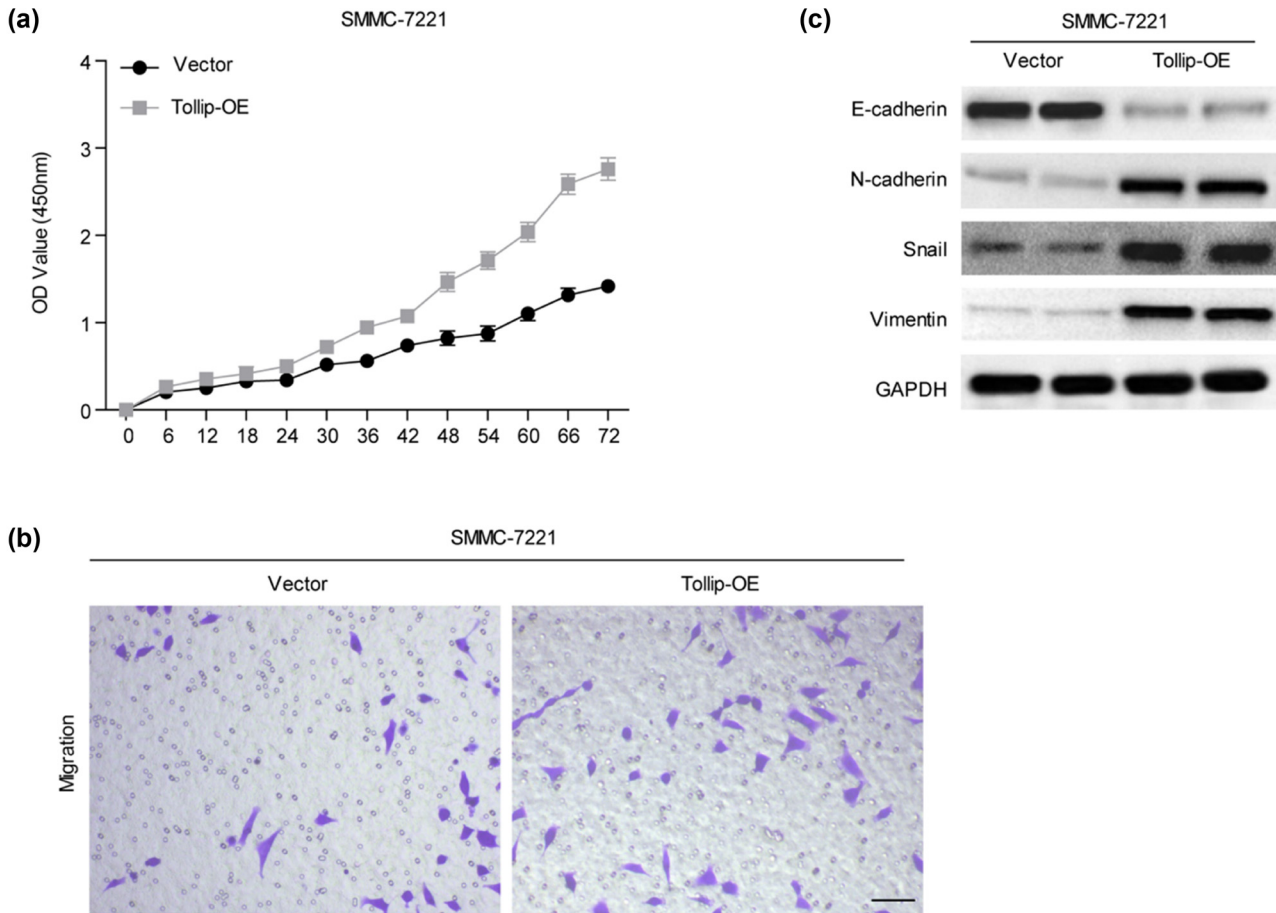 (a)
SMMC-7221
Vector
Tollip-OE
OD Value (450nm)
4
3
2
1
0
0 6 12 18 24 30 36 42 48 54 60 66 72
(c)
SMMC-7221
Vector Tollip-OE
E-cadherin
N-cadherin
Snail
Vimentin
GAPDH
(b)
SMMC-7221
Vector Tollip-OE
Migration